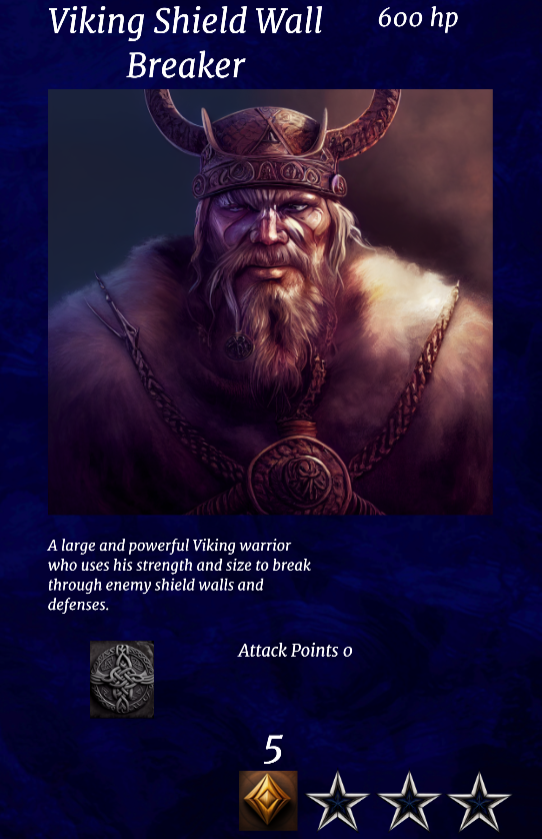 Viking Shield Wall
Breaker
600 hp
A large and powerful Viking warrior
who uses his strength and size to break
through enemy shield walls and
defenses.
Attack Points 0
5